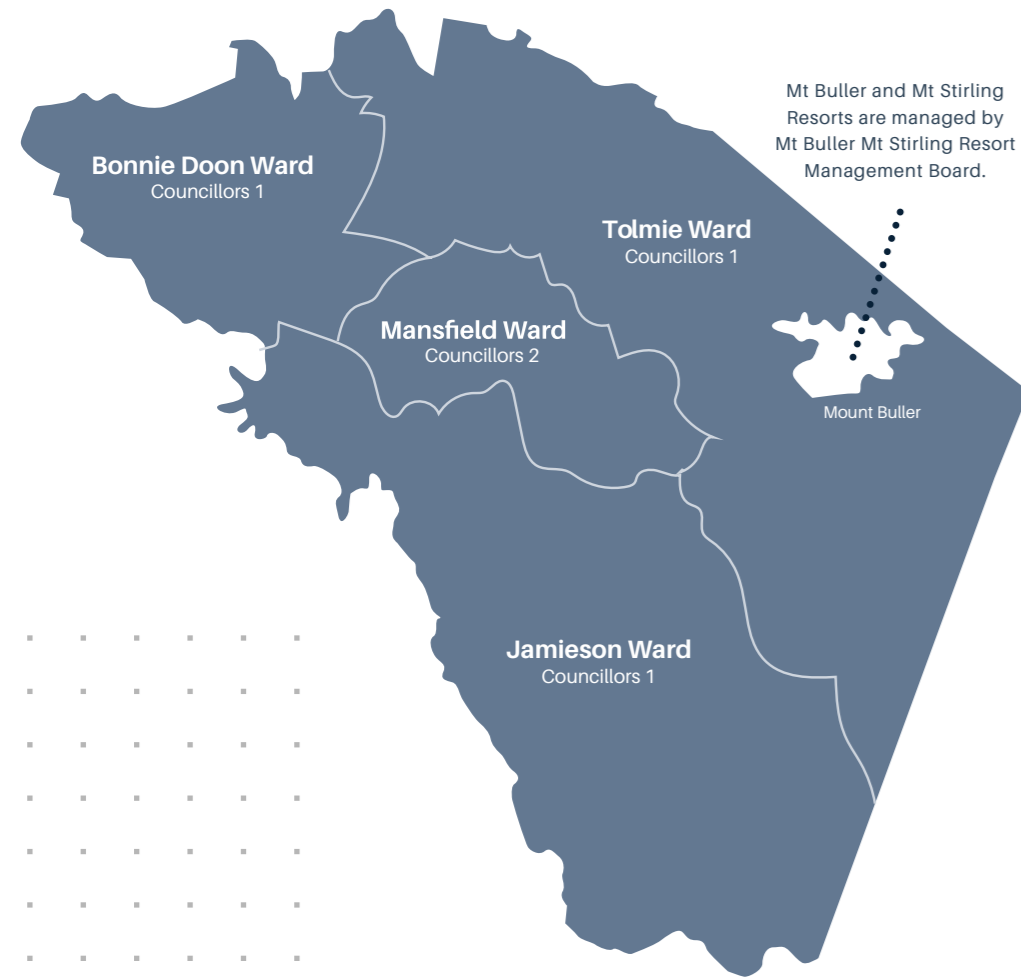 Mt Buller and Mt Stirling
Resorts are managed by
Mt Buller Mt Stirling Resort
Management Board.
Bonnie Doon Ward
Councillors 1
Tolmie Ward
Councillors 1
Mansfield Ward
Councillors 2
Mount Buller
Jamieson Ward
Councillors 1